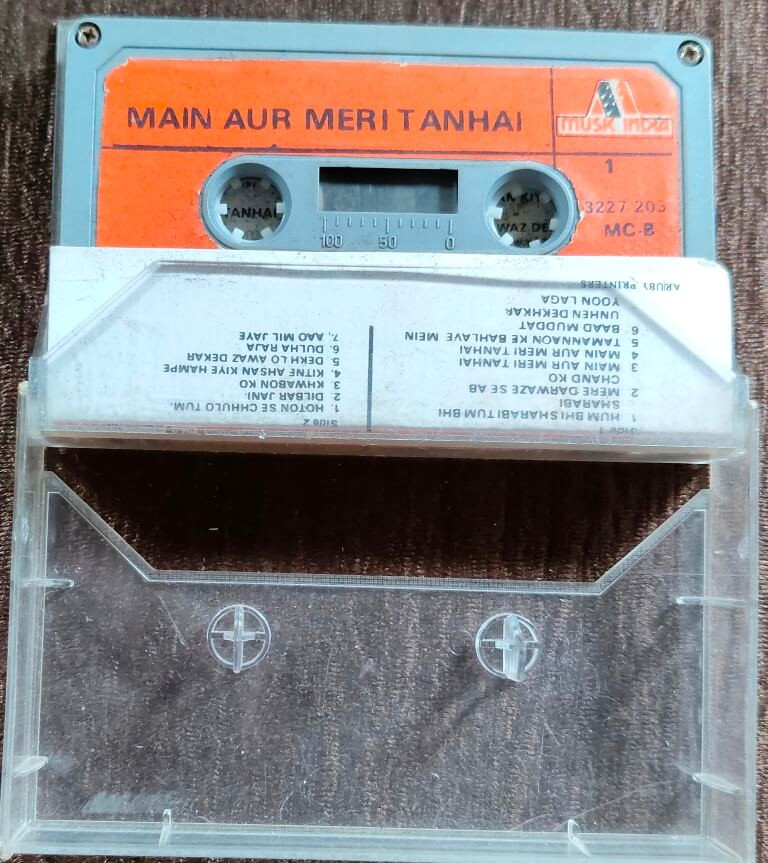 MAIN AUR MERI TANHAI
MUSIC INDIA
1
3227 203
MC-B
TANHAI
Side 1
1 HUM BHI SHARABI TUM BHI
SHARABI
2 MERE DARWAZE SE AB
CHAND KO
3 MAIN AUR MERI TANHAI
4 MAIN AUR MERI TANHAI
5 TAMANNAON KE BAHLAVE MEIN
6 BAAD MUDDAT
UNHEN DEKHKAR
YOON LAGA
Side 2
1. HOTON SE CHHULO TUM.
2. DILBAR JANI.
3. KHWABON KO
4. KITNE AHSAN KIYE HAMPE
5. DEKH LO AWAZ DEKAR
6. DULHA RAJA
7, AAO MIL JAYE
ARUBY PRINTERS
100 50 0